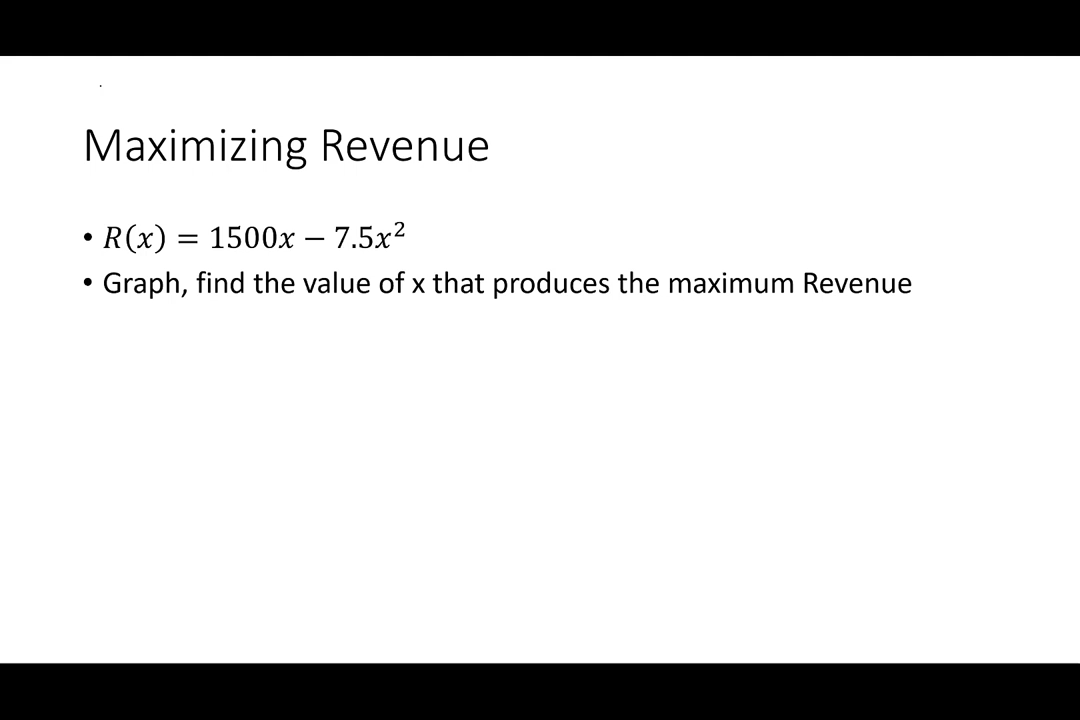 Maximizing Revenue
• R(x) = 1500x − 7.5x²
• Graph, find the value of x that produces the maximum Revenue